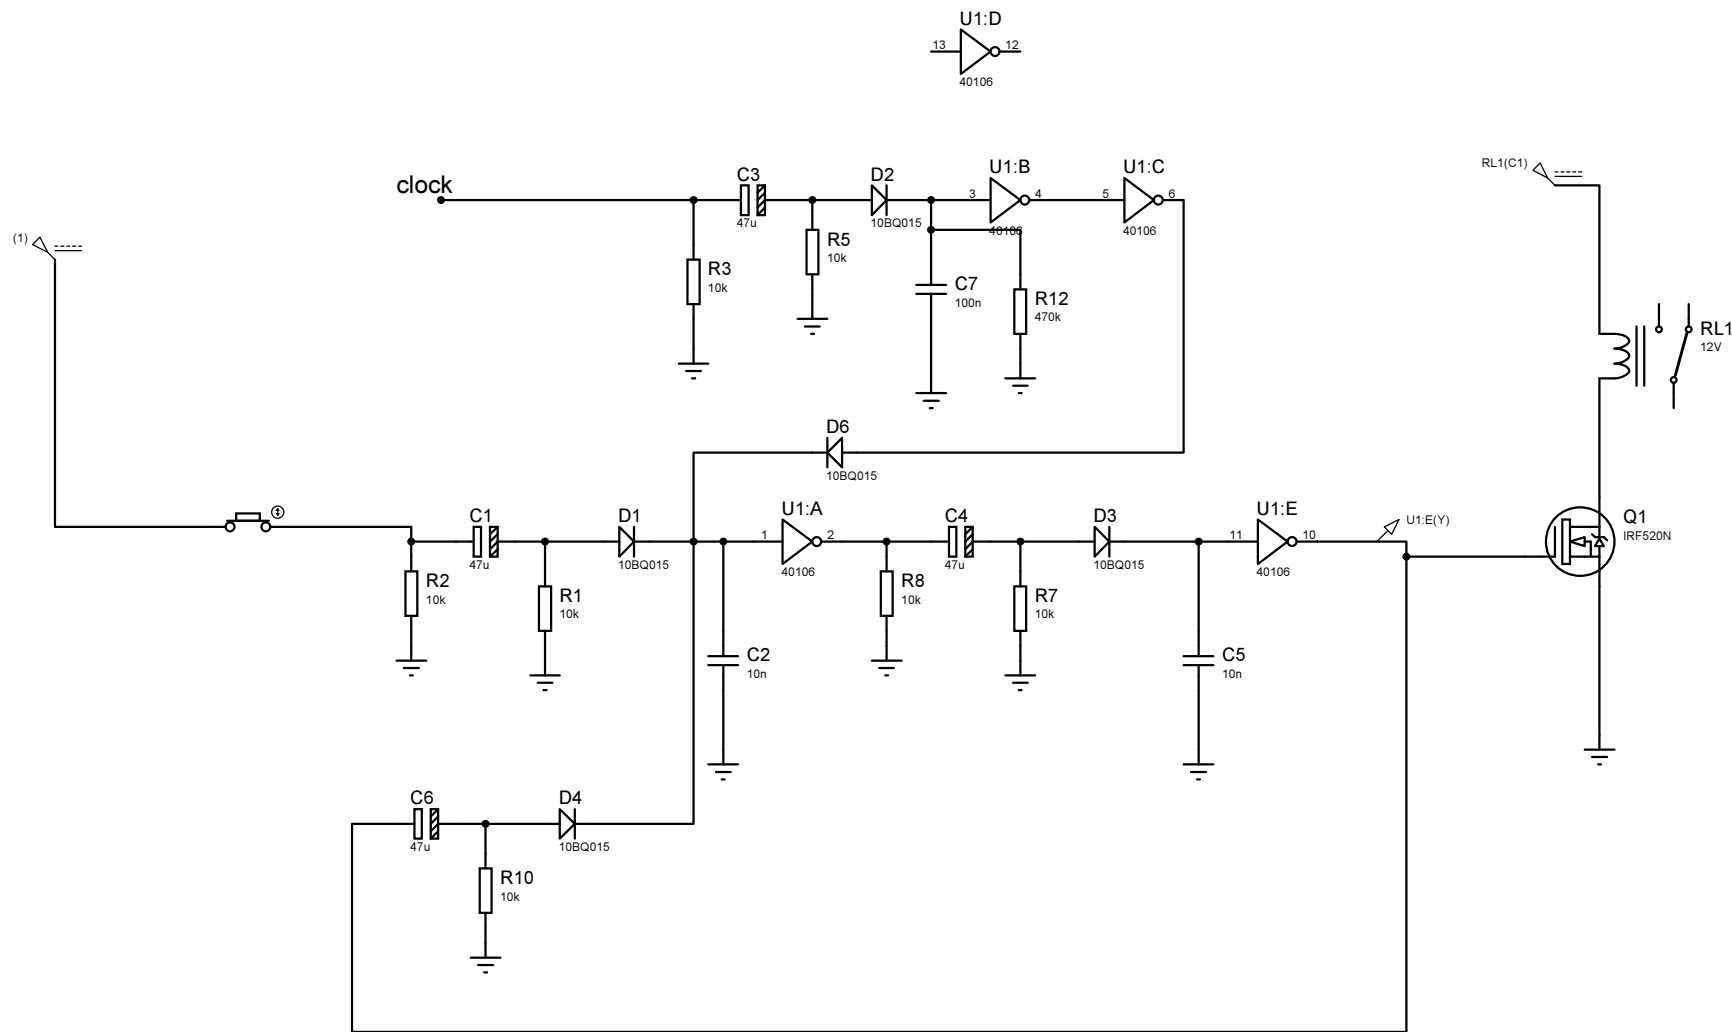 U1:D
13 12
40106
RL1(C1)
clock
C3
47u
D2
10BQ015
U1:B
3 4
40106
U1:C
5 6
40106
(1)
R3
10k
R5
10k
C7
100n
R12
470k
RL1
12V
D6
10BQ015
C1
47u
D1
10BQ015
U1:A
1 2
40106
C4
47u
D3
10BQ015
U1:E
11 10
40106
U1:E(Y)
Q1
IRF520N
R2
10k
R1
10k
R8
10k
R7
10k
C2
10n
C5
10n
C6
47u
D4
10BQ015
R10
10k